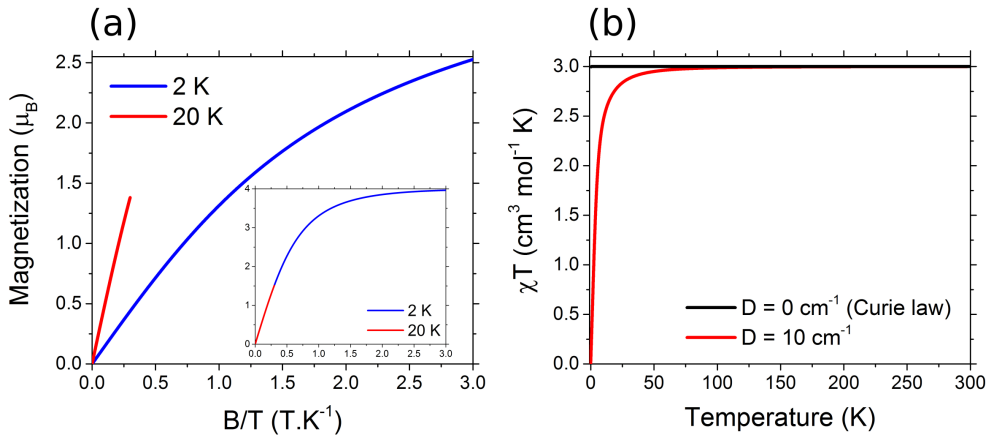 (a)
Magnetization (μB)
2.5
2.0
1.5
1.0
0.5
0.0
2 K
20 K
4
3
2
1
0
2 K
20 K
0.0 0.5 1.0 1.5 2.0 2.5 3.0
0.0 0.5 1.0 1.5 2.0 2.5 3.0
B/T (T.K⁻¹)
(b)
χT (cm³ mol⁻¹ K)
3.0
2.5
2.0
1.5
1.0
0.5
0.0
D = 0 cm⁻¹ (Curie law)
D = 10 cm⁻¹
0 50 100 150 200 250 300
Temperature (K)